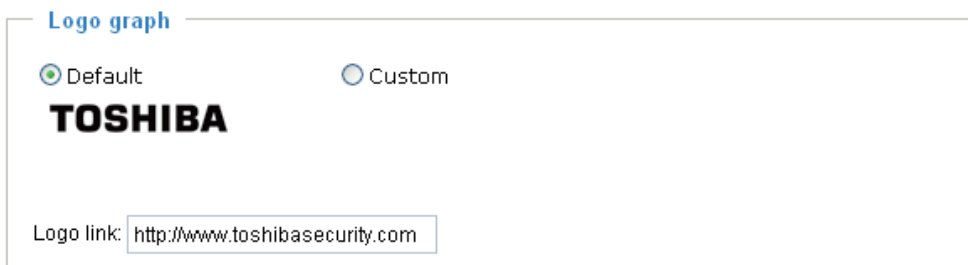 Logo graph
Default Custom
TOSHIBA
Logo link: http://www.toshibasecurity.com